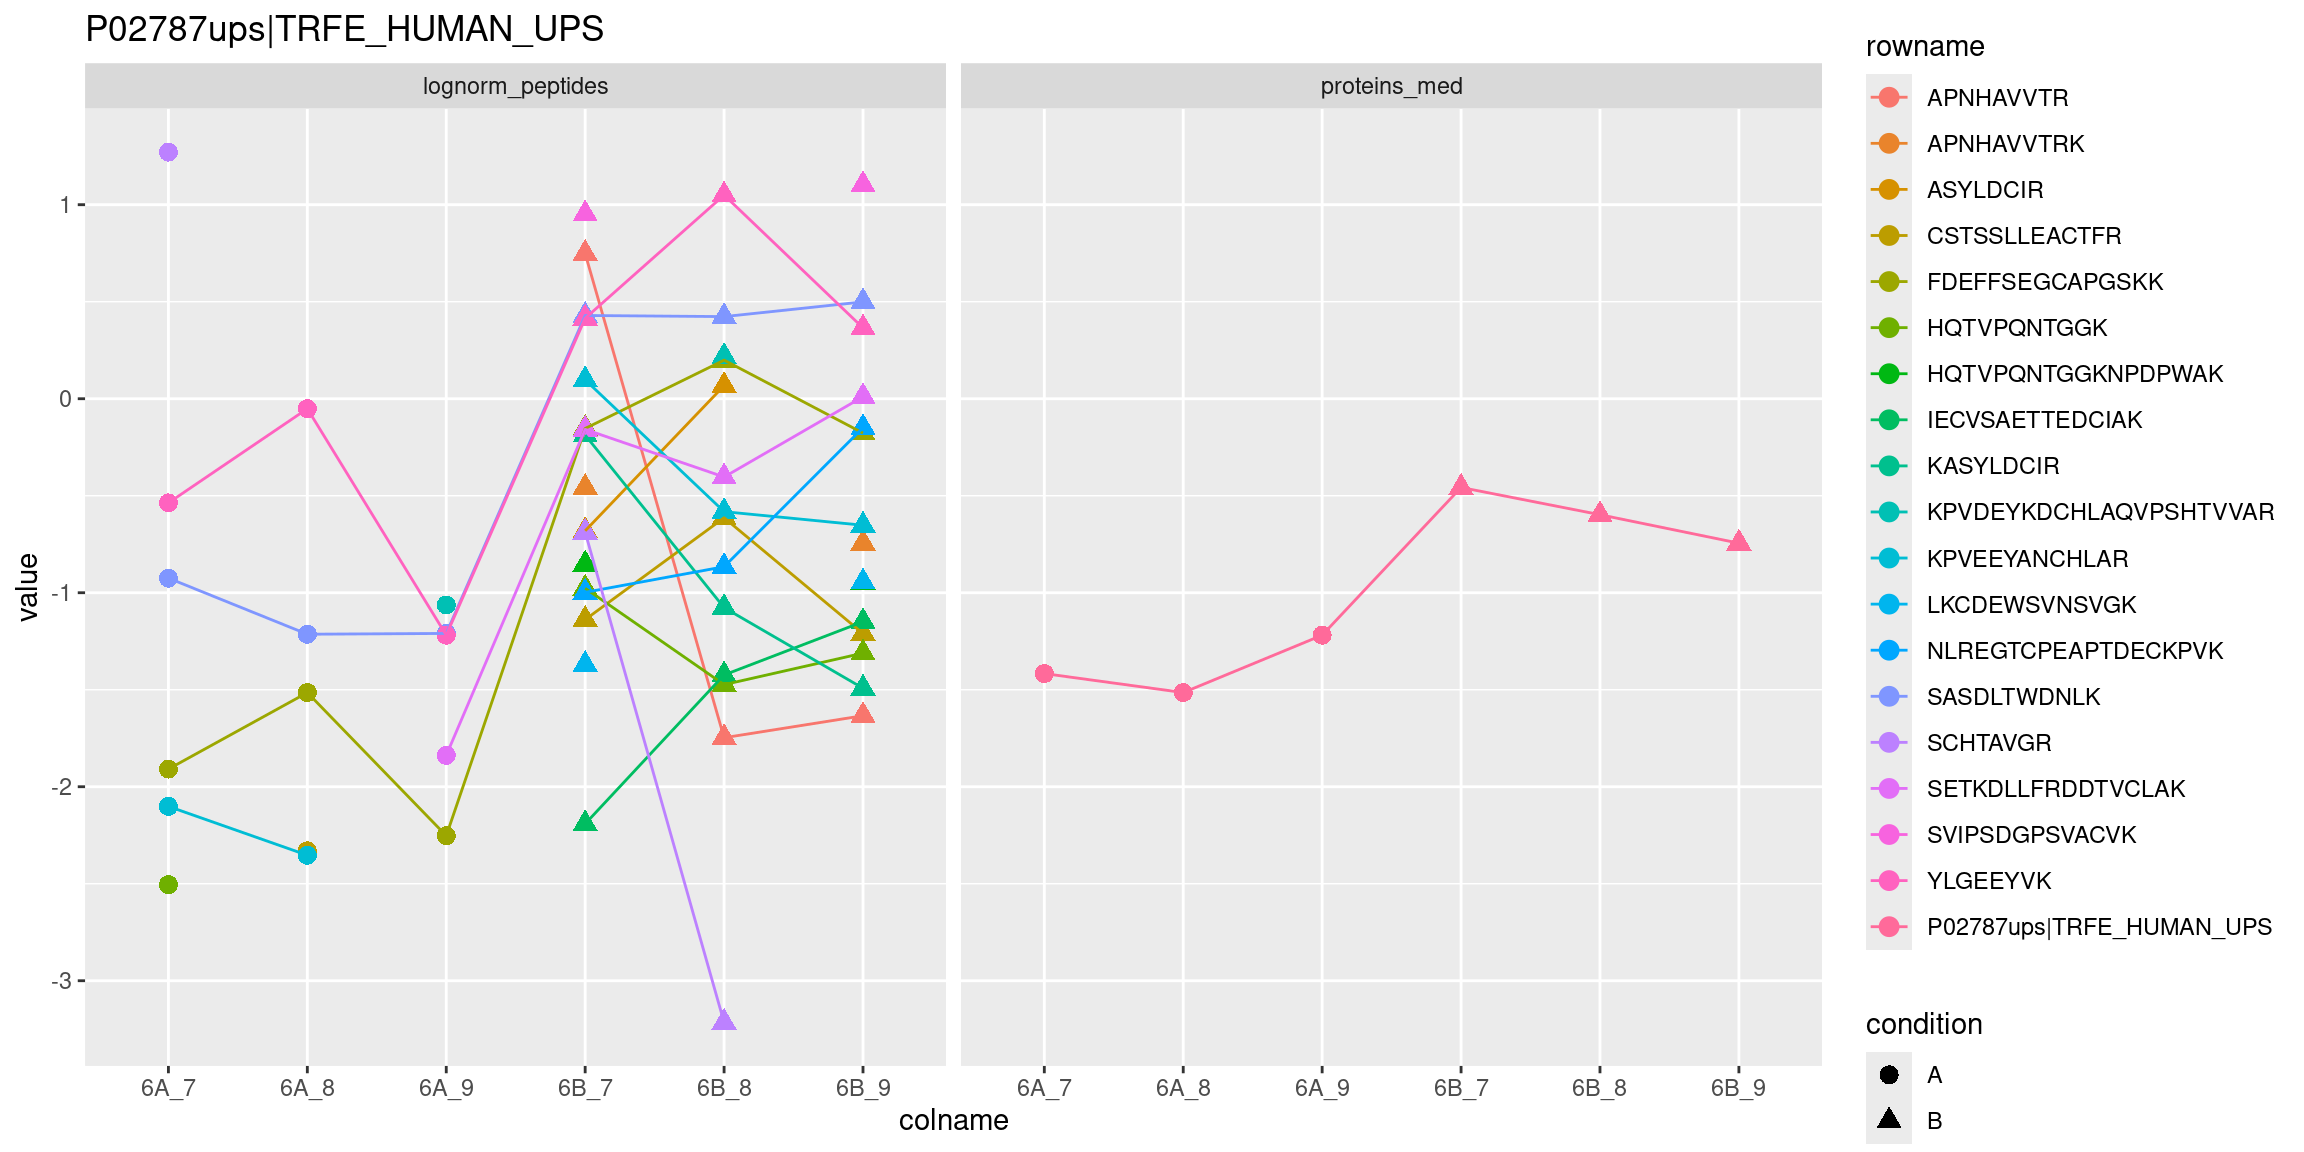 P02787ups|TRFE_HUMAN_UPS
lognorm_peptides
proteins_med
value
1
0
-1
-2
-3
6A_7
6A_8
6A_9
6B_7
6B_8
6B_9
6A_7
6A_8
6A_9
6B_7
6B_8
6B_9
colname
rowname
APNHAVVTR
APNHAVVTRK
ASYLDCIR
CSTSSLLEACTFR
FDEFFSEGCAPGSKK
HQTVPQNTGGK
HQTVPQNTGGKNPDPWAK
IECVSAETTEDCIAK
KASYLDCIR
KPVDEYKDCHLAQVPSHTVVAR
KPVEEYANCHLAR
LKCDEWSVNSVGK
NLREGTCPEAPTDECKPVK
SASDLTWDNLK
SCHTAVGR
SETKDLLFRDDTVCLAK
SVIPSDGPSVACVK
YLGEEYVK
P02787ups|TRFE_HUMAN_UPS
condition
A
B